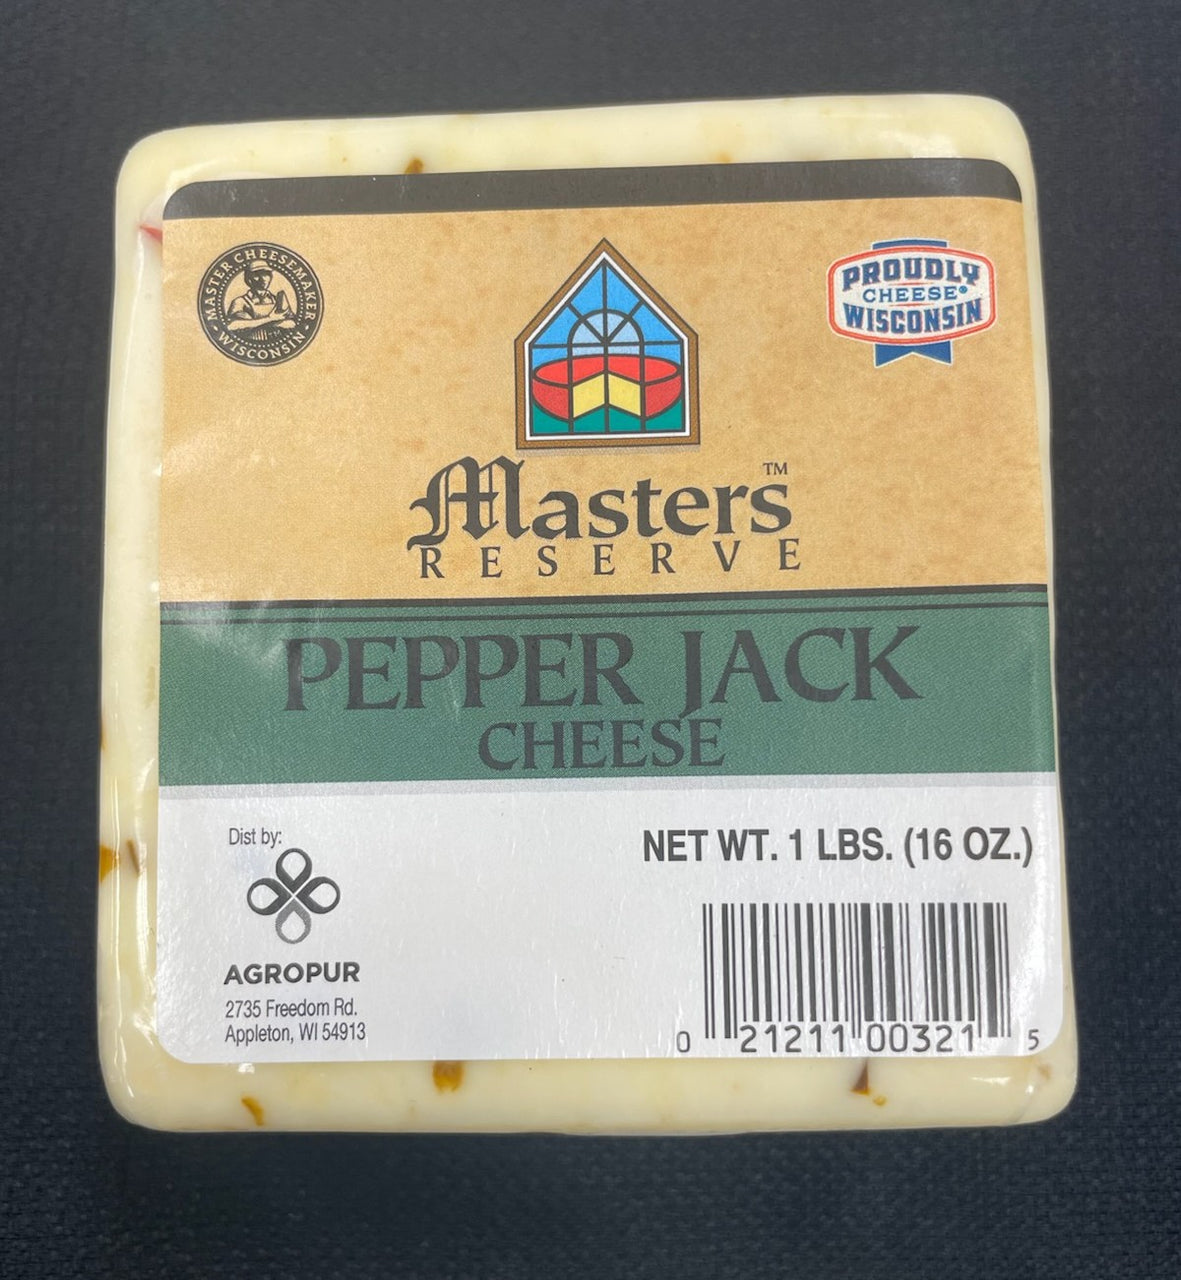 MASTER CHEESEMAKER
WISCONSIN
PROUDLY
CHEESE®
WISCONSIN
Masters™
RESERVE
PEPPER JACK
CHEESE
Dist by:
AGROPUR
2735 Freedom Rd.
Appleton, WI 54913
NET WT. 1 LBS. (16 OZ.)
0 21211 00321 5